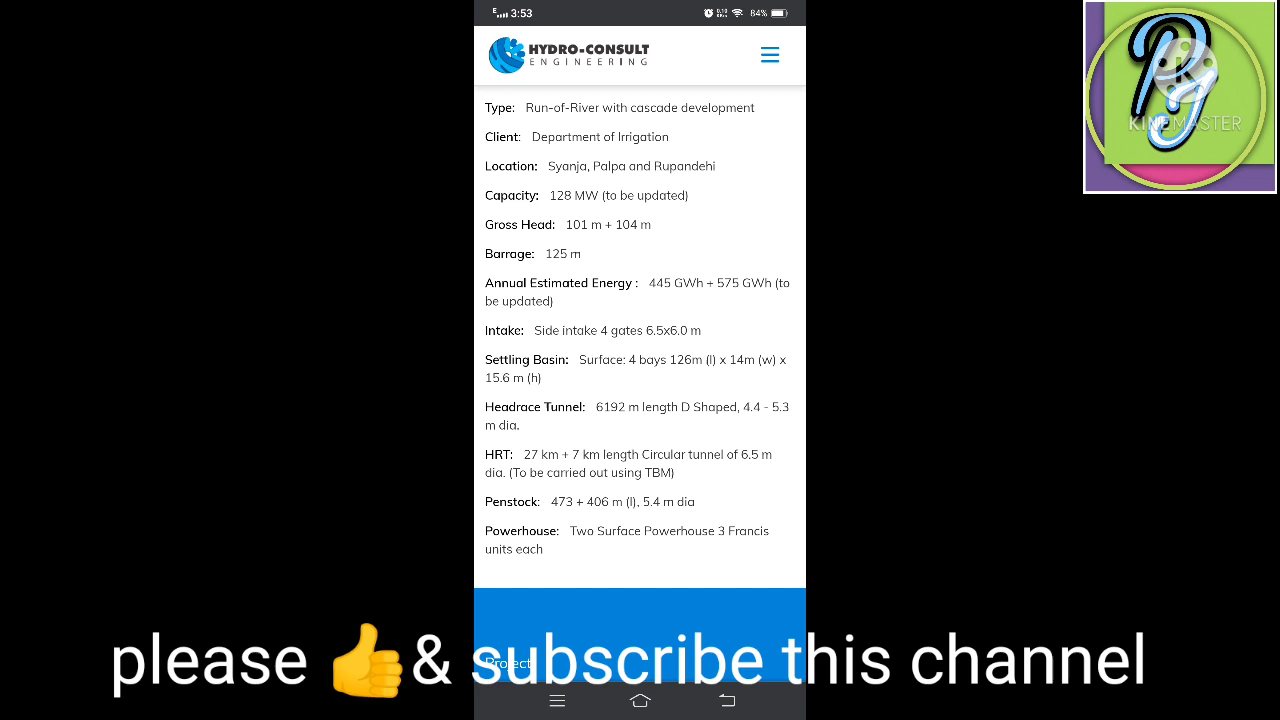 E 3:53 0.10 KB/s 84%
HYDRO-CONSULT
ENGINEERING
Type: Run-of-River with cascade development
Client: Department of Irrigation
Location: Syanja, Palpa and Rupandehi
Capacity: 128 MW (to be updated)
Gross Head: 101 m + 104 m
Barrage: 125 m
Annual Estimated Energy : 445 GWh + 575 GWh (to
be updated)
Intake: Side intake 4 gates 6.5x6.0 m
Settling Basin: Surface: 4 bays 126m (l) x 14m (w) x
15.6 m (h)
Headrace Tunnel: 6192 m length D Shaped, 4.4 - 5.3
m dia.
HRT: 27 km + 7 km length Circular tunnel of 6.5 m
dia. (To be carried out using TBM)
Penstock: 473 + 406 m (l), 5.4 m dia
Powerhouse: Two Surface Powerhouse 3 Francis
units each
Project
please 👍& subscribe this channel
K
KINEMASTER